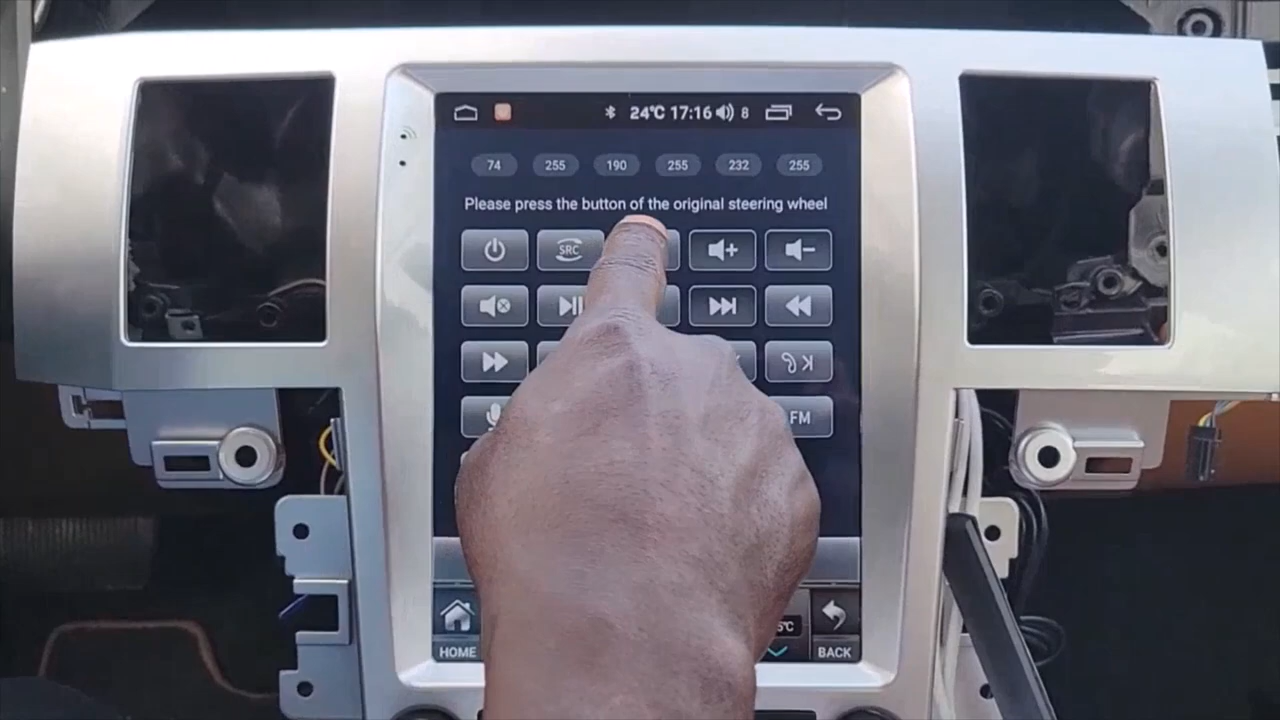 24°C 17:16 8
74 255 190 255 232 255
Please press the button of the original steering wheel
SRC
FM
HOME BACK